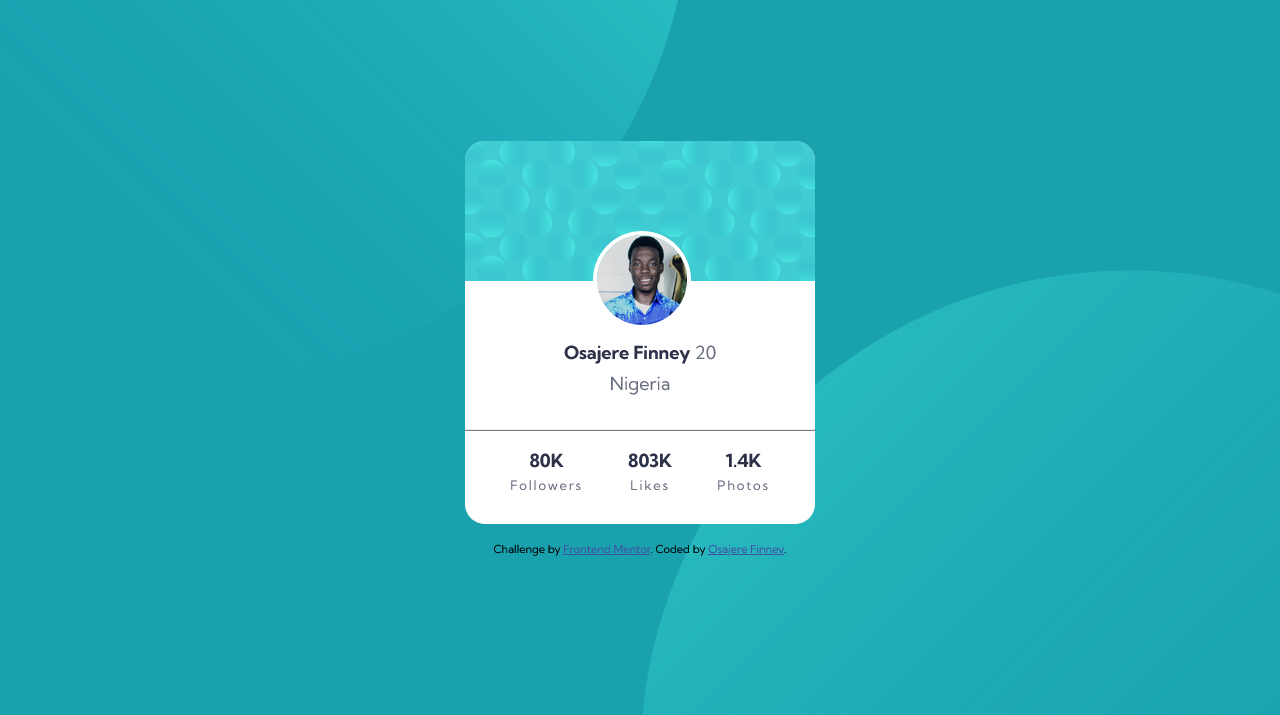 Osajere Finney 20
Nigeria
80K 803K 1.4K
Followers Likes Photos
Challenge by Frontend Mentor. Coded by Osajere Finney.